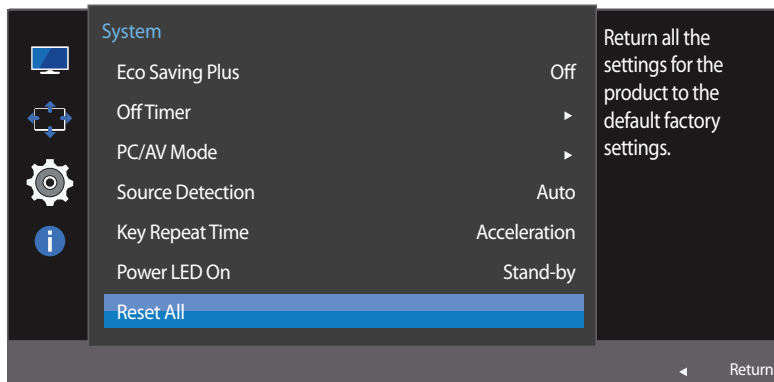 System
Eco Saving Plus Off
Off Timer ►
PC/AV Mode ►
Source Detection Auto
Key Repeat Time Acceleration
Power LED On Stand-by
Reset All
Return all the
settings for the
product to the
default factory
settings.
◄ Return